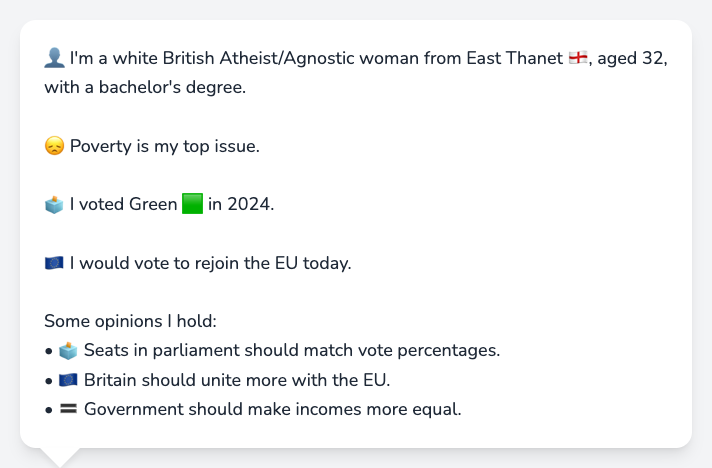 👤 I'm a white British Atheist/Agnostic woman from East Thanet 🏴󠁧󠁢󠁥󠁮󠁧󠁿, aged 32,
with a bachelor's degree.
😞 Poverty is my top issue.
🗳️ I voted Green 🟩 in 2024.
🇪🇺 I would vote to rejoin the EU today.
Some opinions I hold:
• 🗳️ Seats in parliament should match vote percentages.
• 🇪🇺 Britain should unite more with the EU.
• 🟰 Government should make incomes more equal.